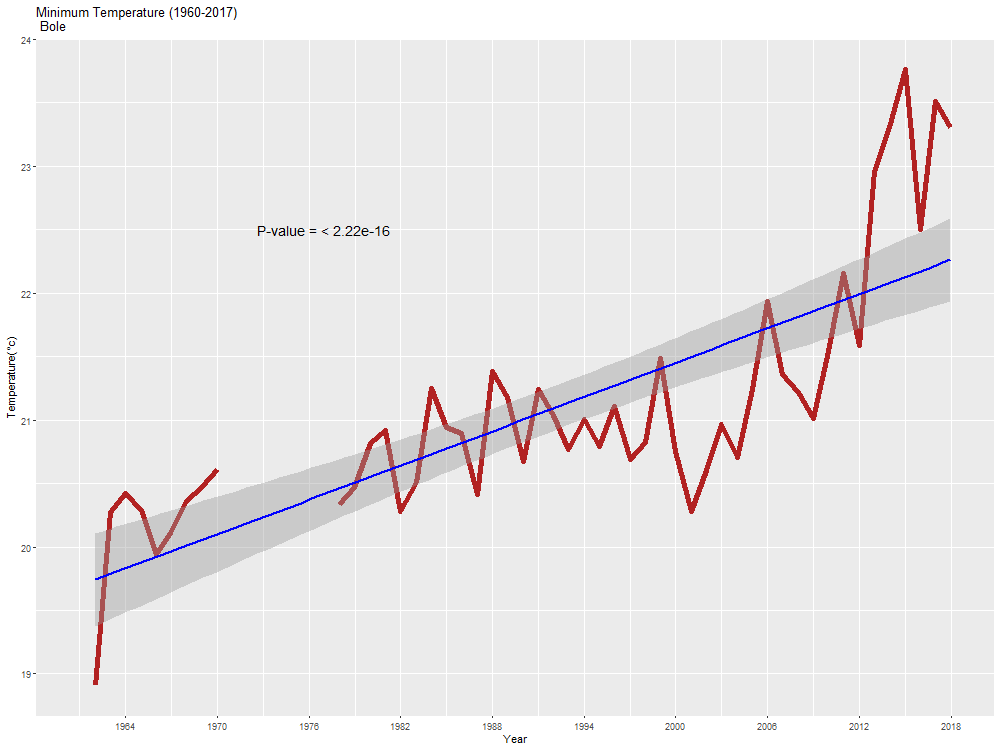 Minimum Temperature (1960-2017)
Bole
24
23
22
21
20
19
Temperature(°c)
P-value = < 2.22e-16
1964 1970 1976 1982 1988 1994 2000 2006 2012 2018
Year